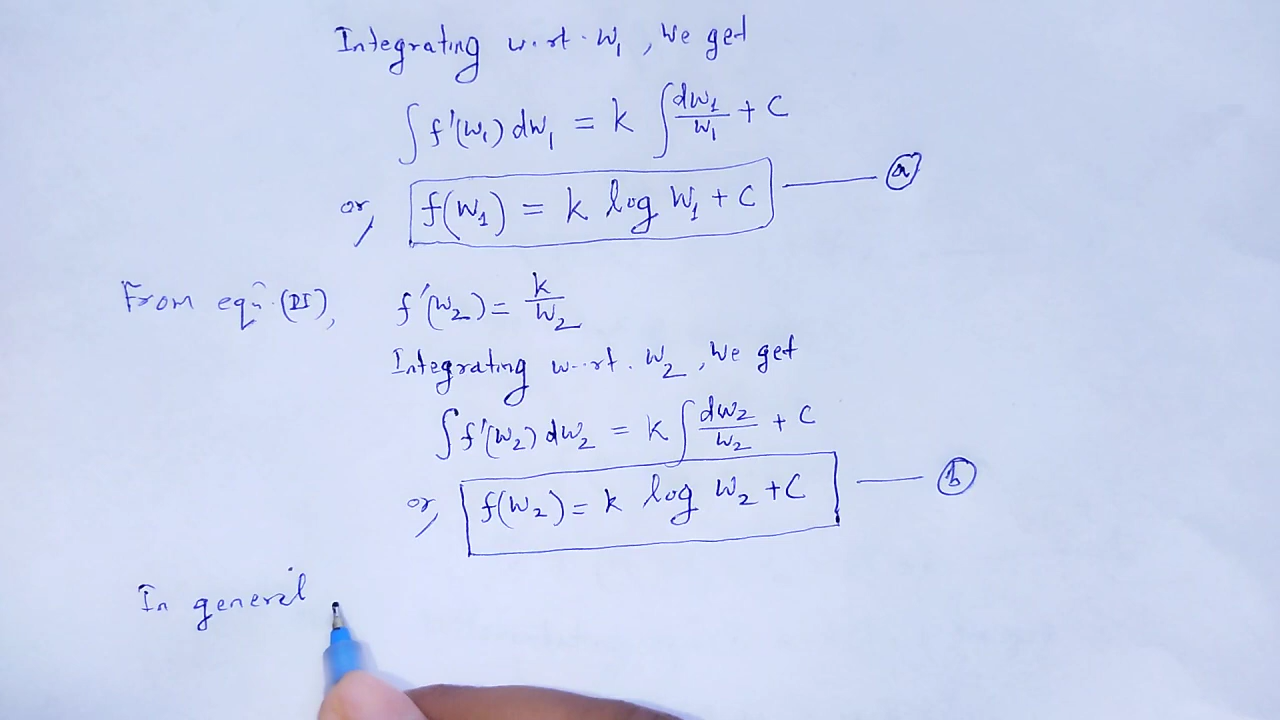 Integrating w.r.t. W₁, We get
∫f'(W₁) dW₁ = k ∫dW₁/W₁ + C
or, f(W₁) = k log W₁ + C —— (a)
From eqn. (III), f'(W₂) = k/W₂
Integrating w.r.t. W₂, We get
∫f'(W₂) dW₂ = k ∫dW₂/W₂ + C
or, f(W₂) = k log W₂ + C —— (b)
In general